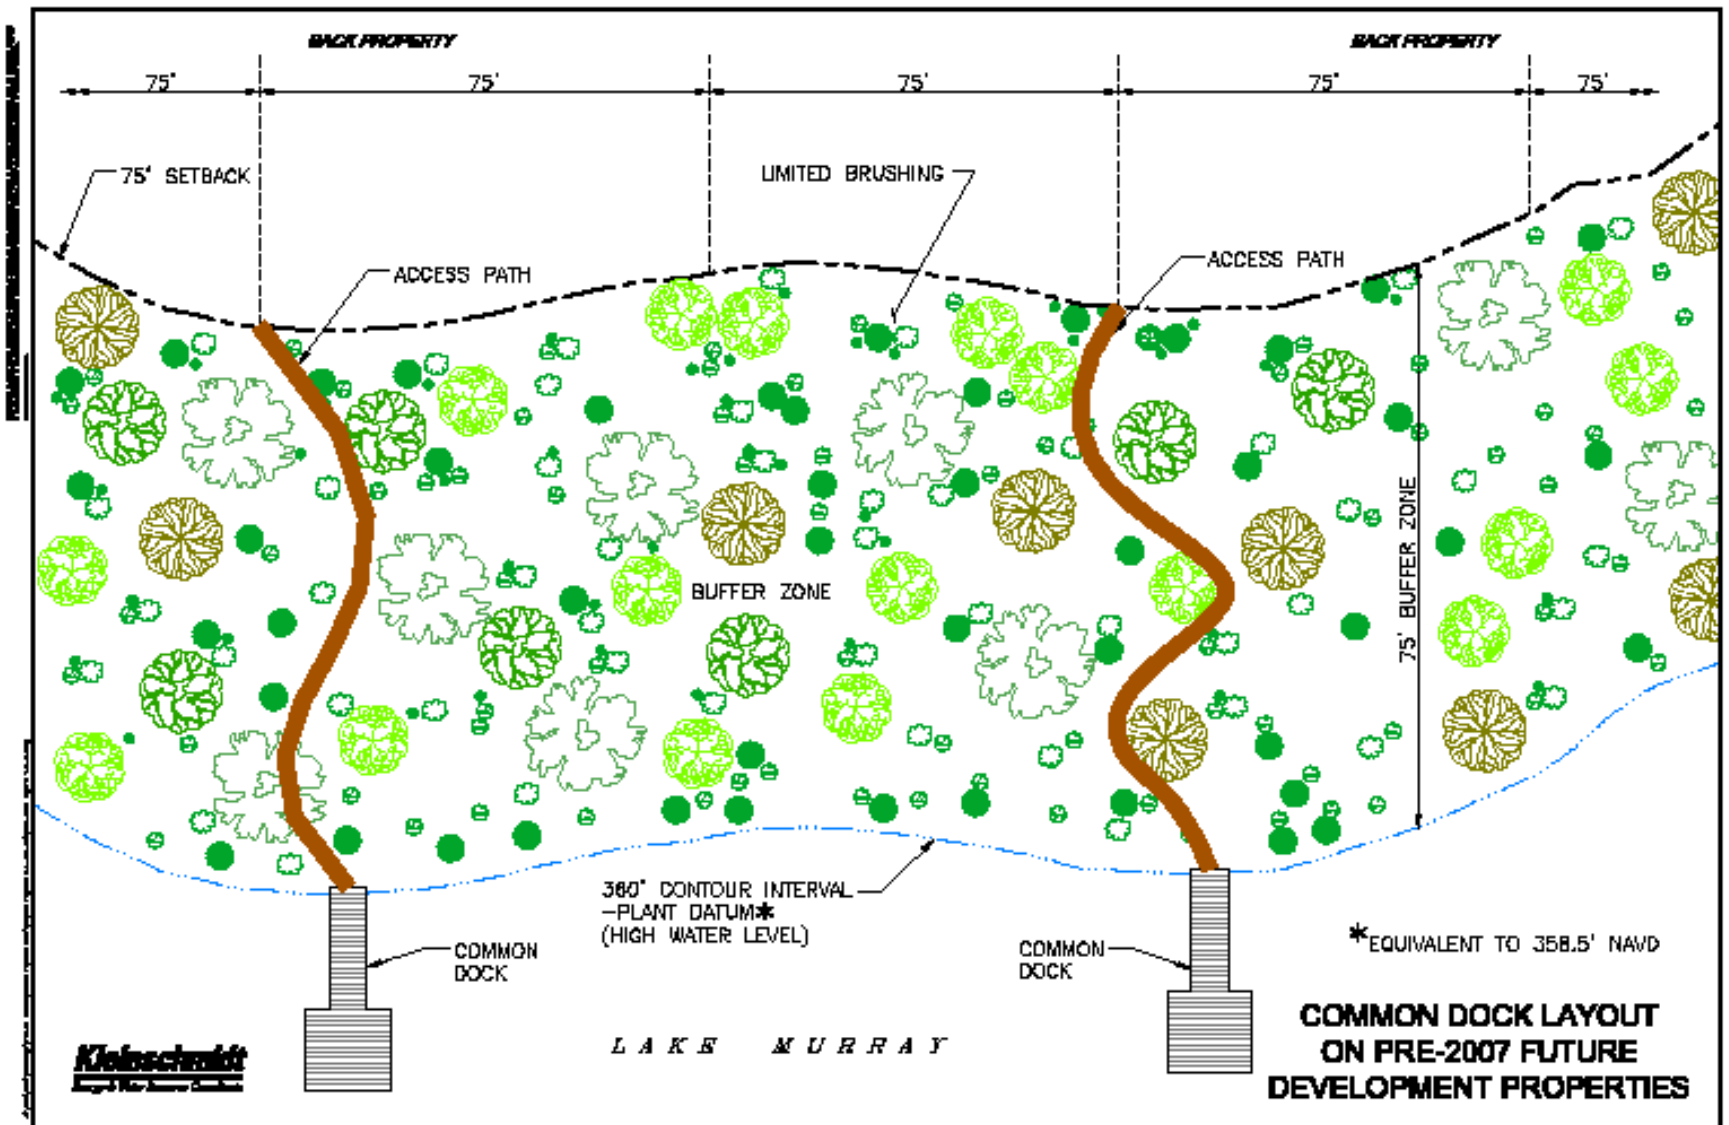 BACK PROPERTY
BACK PROPERTY
75'
75'
75'
75'
75'
75' SETBACK
LIMITED BRUSHING
ACCESS PATH
ACCESS PATH
BUFFER ZONE
75' BUFFER ZONE
360' CONTOUR INTERVAL
-PLANT DATUM*
(HIGH WATER LEVEL)
*EQUIVALENT TO 358.5' NAVD
COMMON
DOCK
COMMON
DOCK
LAKE MURRAY
COMMON DOCK LAYOUT
ON PRE-2007 FUTURE
DEVELOPMENT PROPERTIES
Kleinschmidt